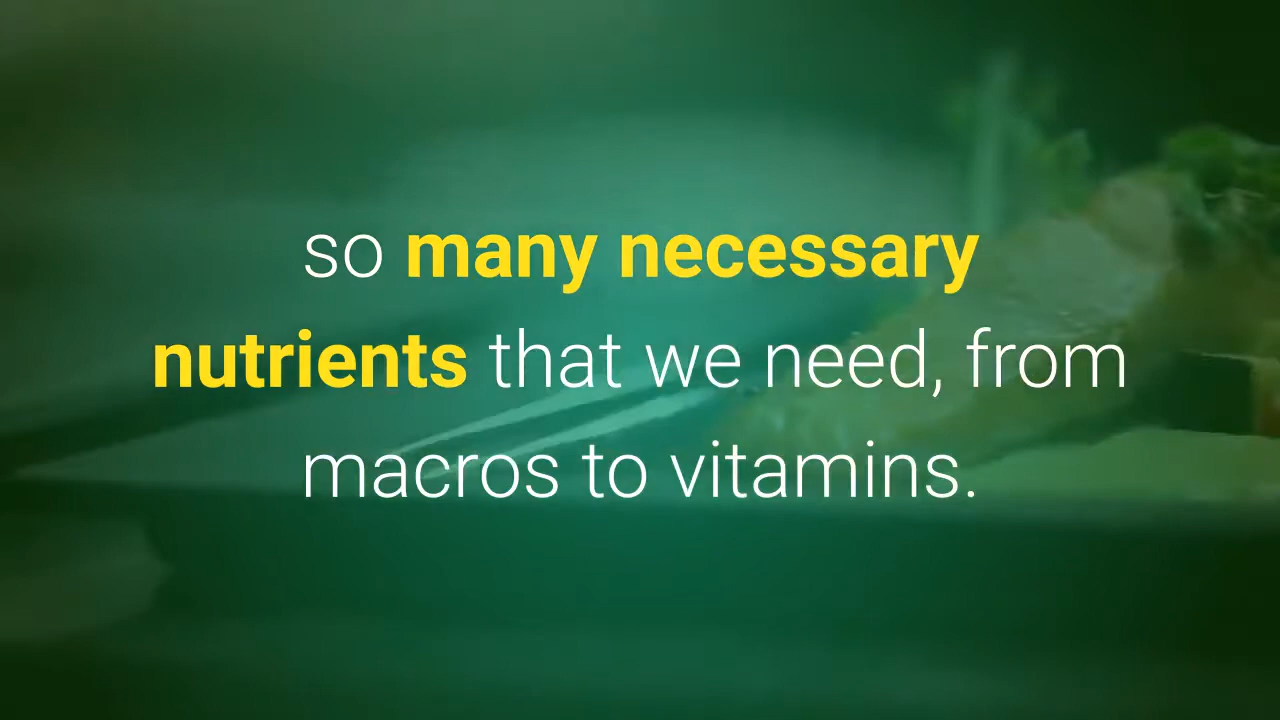 so many necessary
nutrients that we need, from
macros to vitamins.